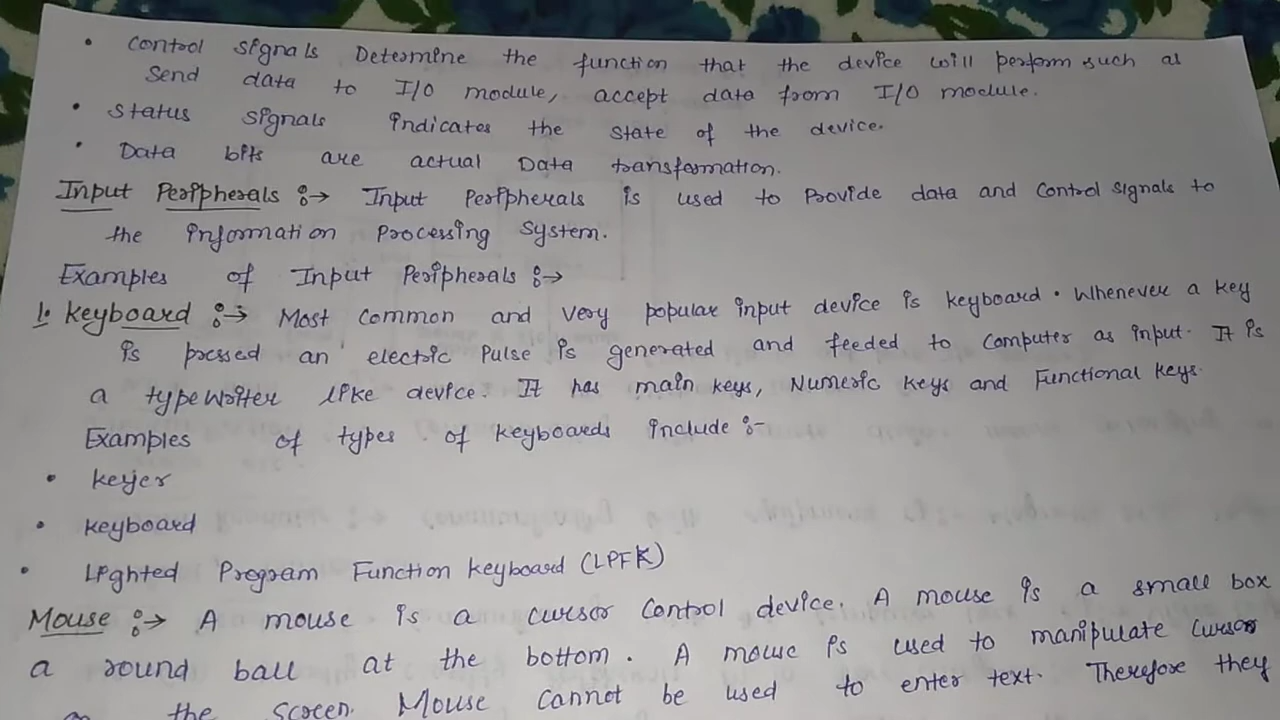 • Control signals Determine the function that the device will perform such as
Send data to I/O module, accept data from I/O module.
• Status signals indicates the state of the device.
• Data bits are actual Data transformation.
Input Peripherals :→ Input Peripherals is used to Provide data and Control signals to
the information Processing System.
Examples of Input Peripherals :→
1. Keyboard :→ Most Common and very popular input device is keyboard. Whenever a key
is pressed an electric Pulse is generated and feeded to Computer as input. It is
a typewriter like device. It has main keys, Numeric keys and Functional keys.
Examples of types of keyboards include :-
• Keyer
• Keyboard
• Lighted Program Function Keyboard (LPFK)
Mouse :→ A mouse is a cursor Control device. A mouse is a small box
a round ball at the bottom. A mouse is used to manipulate Cursor
the Screen. Mouse Cannot be used to enter text. Therefore they